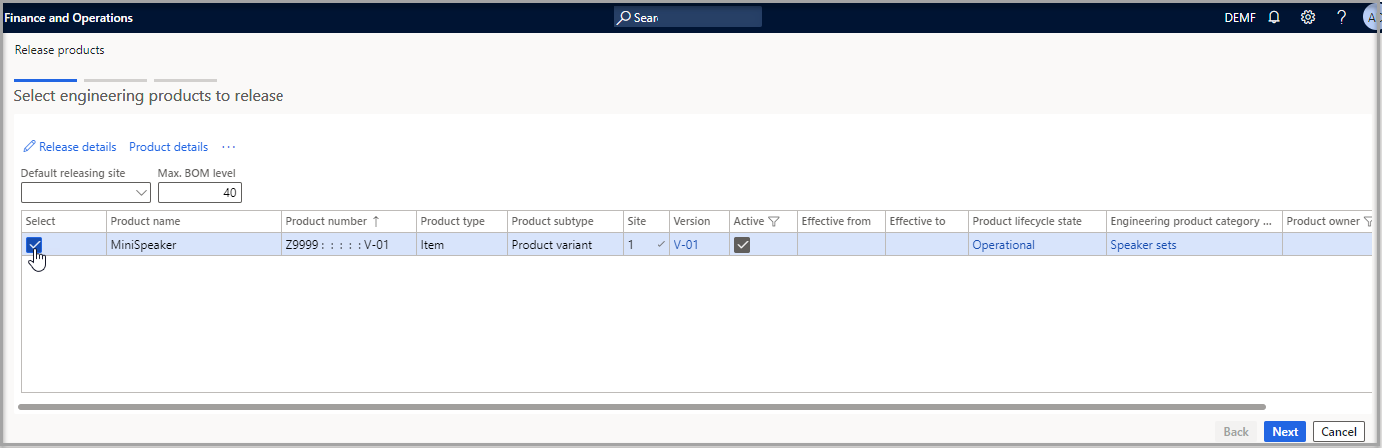 Finance and Operations Sear DEMF ?
Release products
Select engineering products to release
Release details Product details ...
Default releasing site Max. BOM level
40
Select Product name Product number ↑ Product type Product subtype Site Version Active Effective from Effective to Product lifecycle state Engineering product category ... Product owner
MiniSpeaker Z9999 : : : : : V-01 Item Product variant 1 V-01 Operational Speaker sets
Back Next Cancel